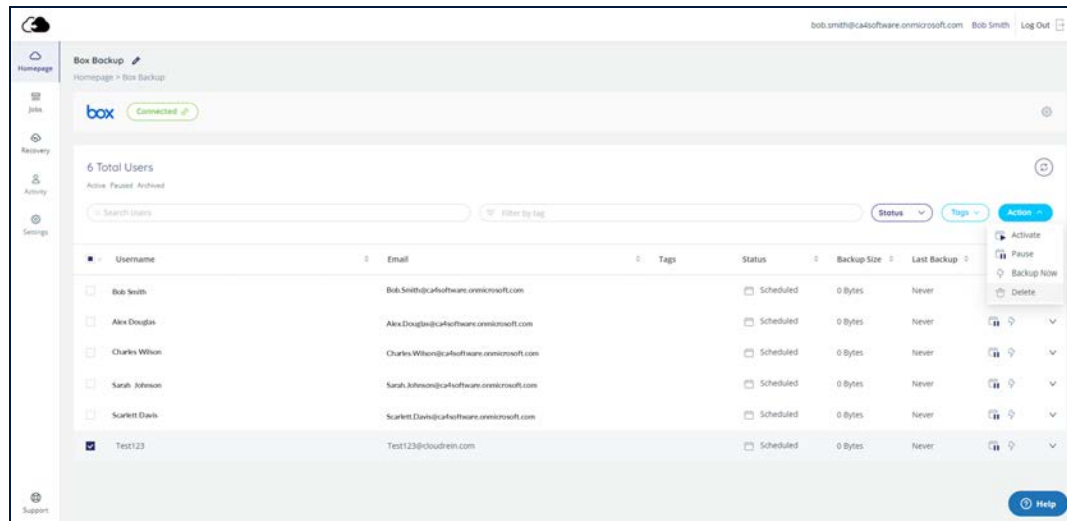 bob.smith@ca4software.onmicrosoft.com Bob Smith Log Out
Homepage
Jobs
Recovery
Activity
Settings
Support
Box Backup
Homepage > Box Backup
box Connected
6 Total Users
Active Paused Archived
Search Users Filter by tag Status Tags Action
Activate
Pause
Backup Now
Delete
Username Email Tags Status Backup Size Last Backup
Bob Smith Bob.Smith@ca4software.onmicrosoft.com Scheduled 0 Bytes Never
Alex Douglas Alex.Douglas@ca4software.onmicrosoft.com Scheduled 0 Bytes Never
Charles Wilson Charles.Wilson@ca4software.onmicrosoft.com Scheduled 0 Bytes Never
Sarah Johnson Sarah.Johnson@ca4software.onmicrosoft.com Scheduled 0 Bytes Never
Scarlett Davis Scarlett.Davis@ca4software.onmicrosoft.com Scheduled 0 Bytes Never
Test123 Test123@cloudrein.com Scheduled 0 Bytes Never
Help